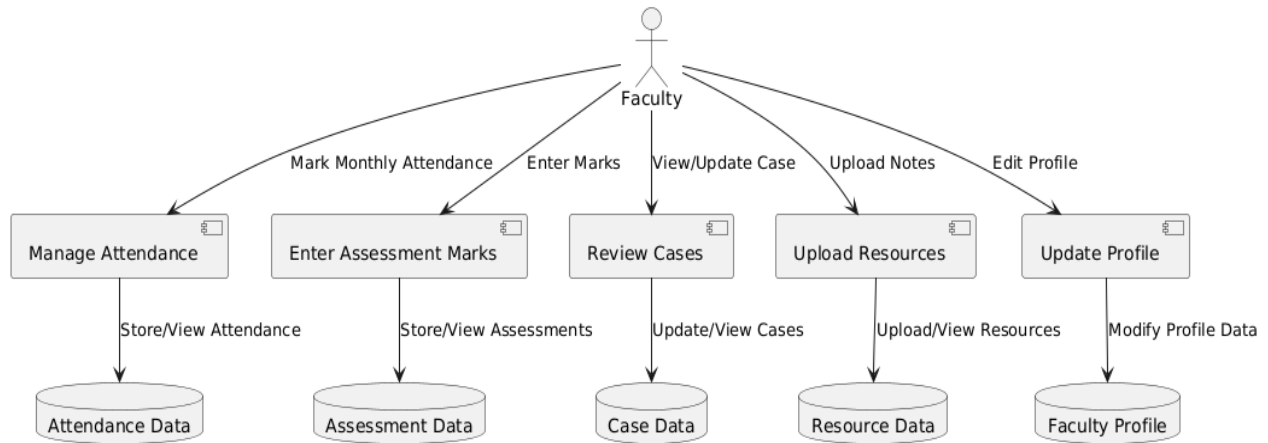 Faculty
Mark Monthly Attendance
Enter Marks
View/Update Case
Upload Notes
Edit Profile
Manage Attendance
Enter Assessment Marks
Review Cases
Upload Resources
Update Profile
Store/View Attendance
Store/View Assessments
Update/View Cases
Upload/View Resources
Modify Profile Data
Attendance Data
Assessment Data
Case Data
Resource Data
Faculty Profile